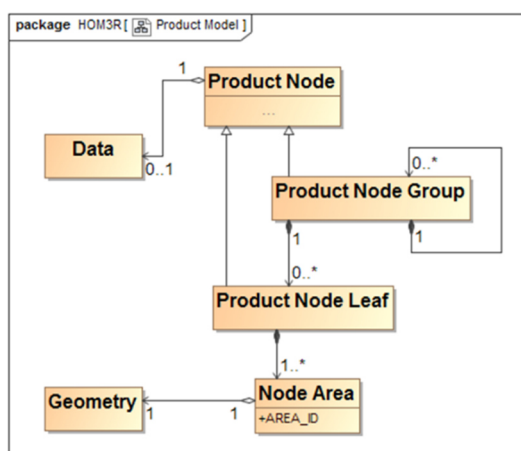 package HOM3R [ Product Model ]
1
Product Node
...
Data
0..1
0..*
Product Node Group
1
1
0..*
Product Node Leaf
1..*
Node Area
Geometry
1
1
+AREA_ID